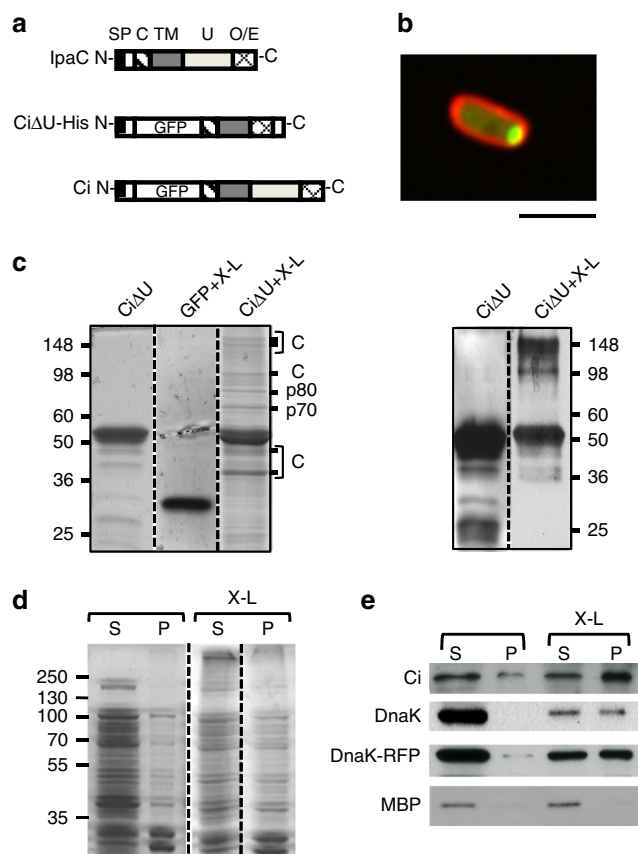 a
SP C TM U O/E
IpaC N- -C
CiΔU-His N- GFP -C
Ci N- GFP -C
b
c
CiΔU GFP+X-L CiΔU+X-L
148
98
60
50
36
25
C
C
p80
p70
C
CiΔU CiΔU+X-L
148
98
60
50
36
25
d
X-L
S P S P
250
130
100
70
55
35
e
X-L
S P S P
Ci
DnaK
DnaK-RFP
MBP